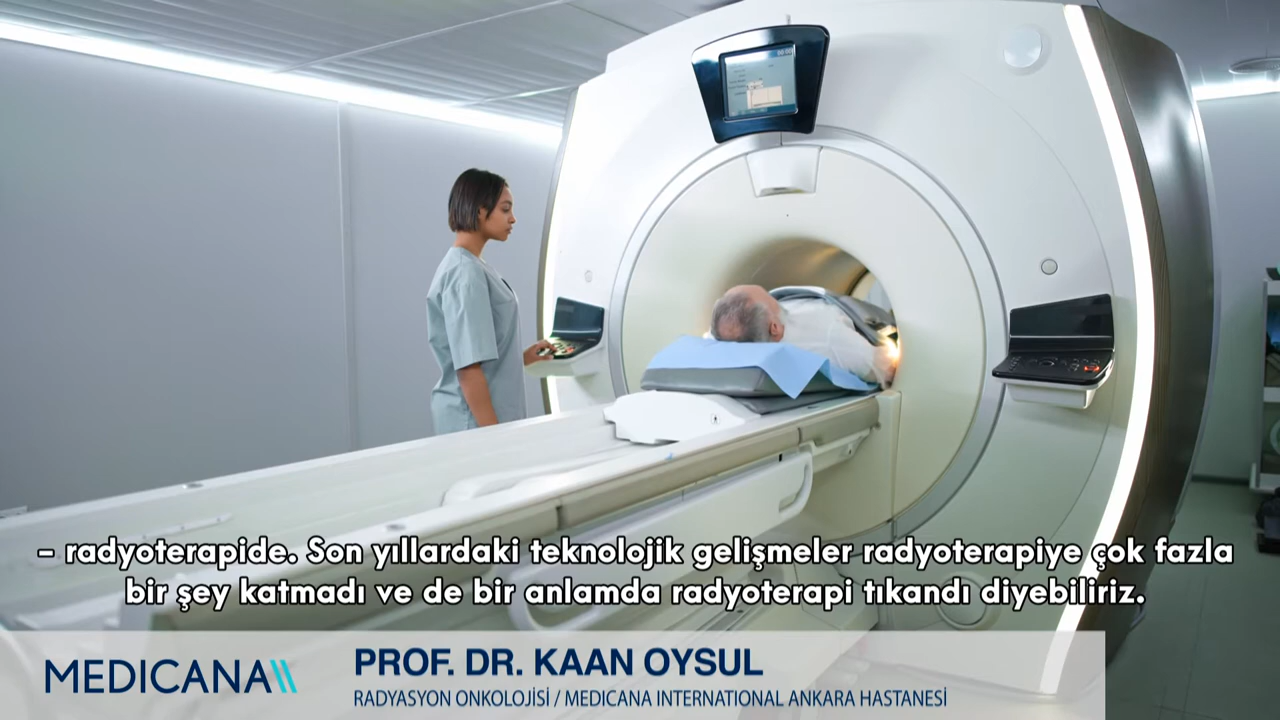 - radyoterapide. Son yıllardaki teknolojik gelişmeler radyoterapiye çok fazla
bir şey katmadı ve de bir anlamda radyoterapi tıkandı diyebiliriz.
MEDICANA
PROF. DR. KAAN OYSUL
RADYASYON ONKOLOJİSİ / MEDICANA INTERNATIONAL ANKARA HASTANESİ